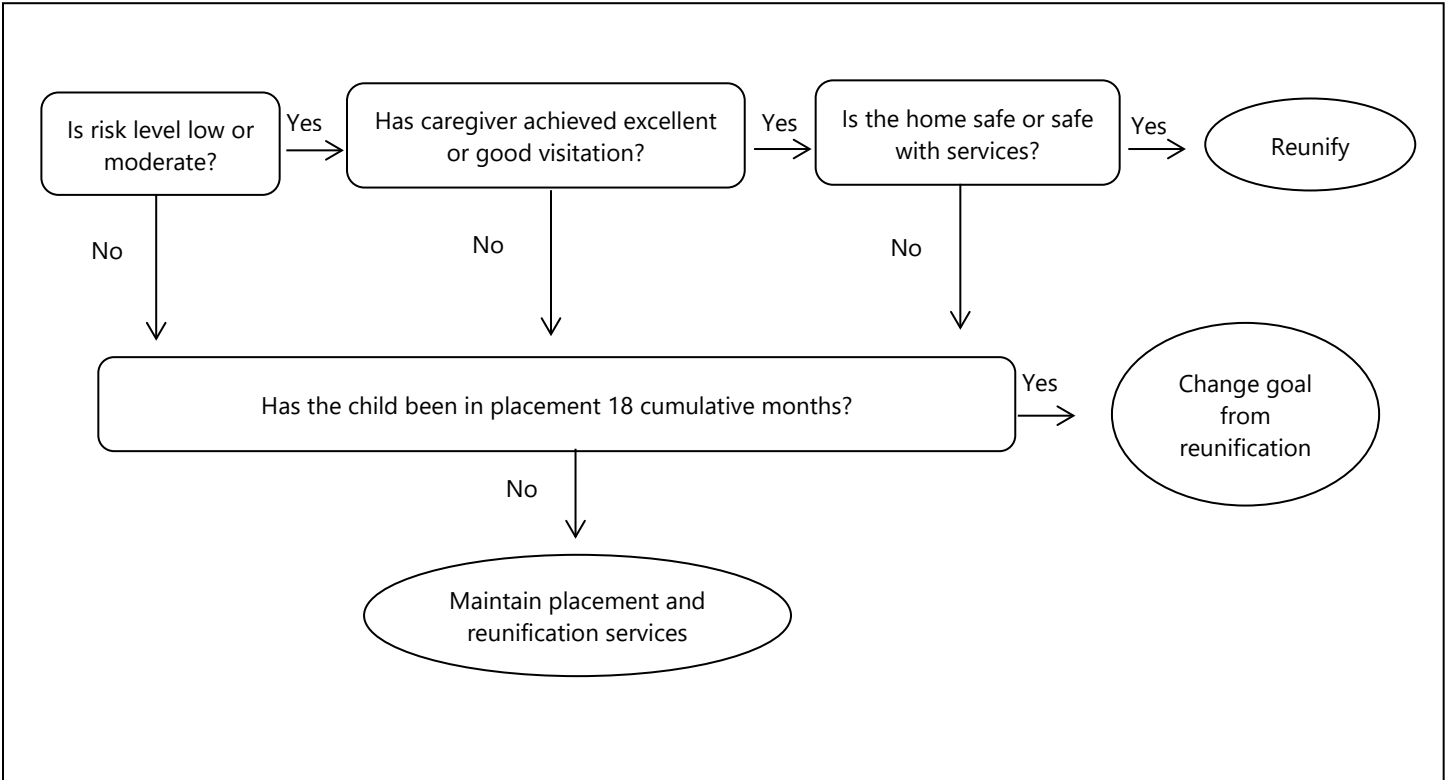 Is risk level low or
moderate?
Yes
Has caregiver achieved excellent
or good visitation?
Yes
Is the home safe or safe
with services?
Yes
Reunify
No
No
No
Has the child been in placement 18 cumulative months?
Yes
Change goal
from
reunification
No
Maintain placement and
reunification services